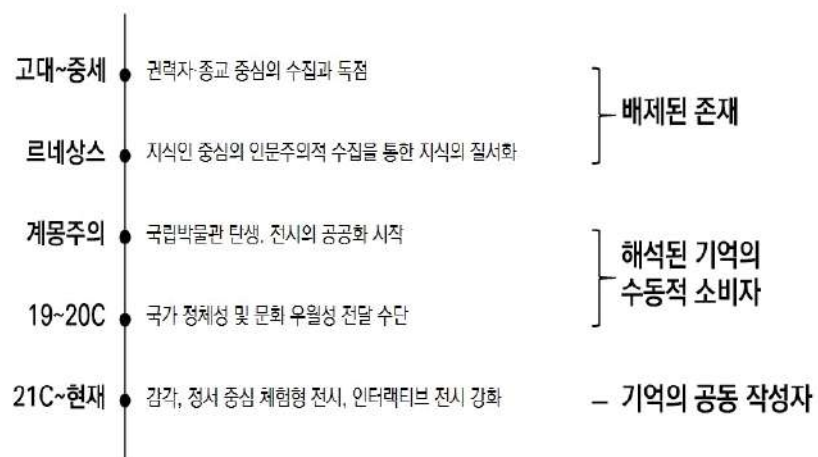 고대~중세
권력자·종교 중심의 수집과 독점
르네상스
지식인 중심의 인문주의적 수집을 통한 지식의 질서화
배제된 존재
계몽주의
국립박물관 탄생, 전시의 공공화 시작
19~20C
국가 정체성 및 문화 우월성 전달 수단
해석된 기억의
수동적 소비자
21C~현재
감각, 정서 중심 체험형 전시, 인터랙티브 전시 강화
기억의 공동 작성자